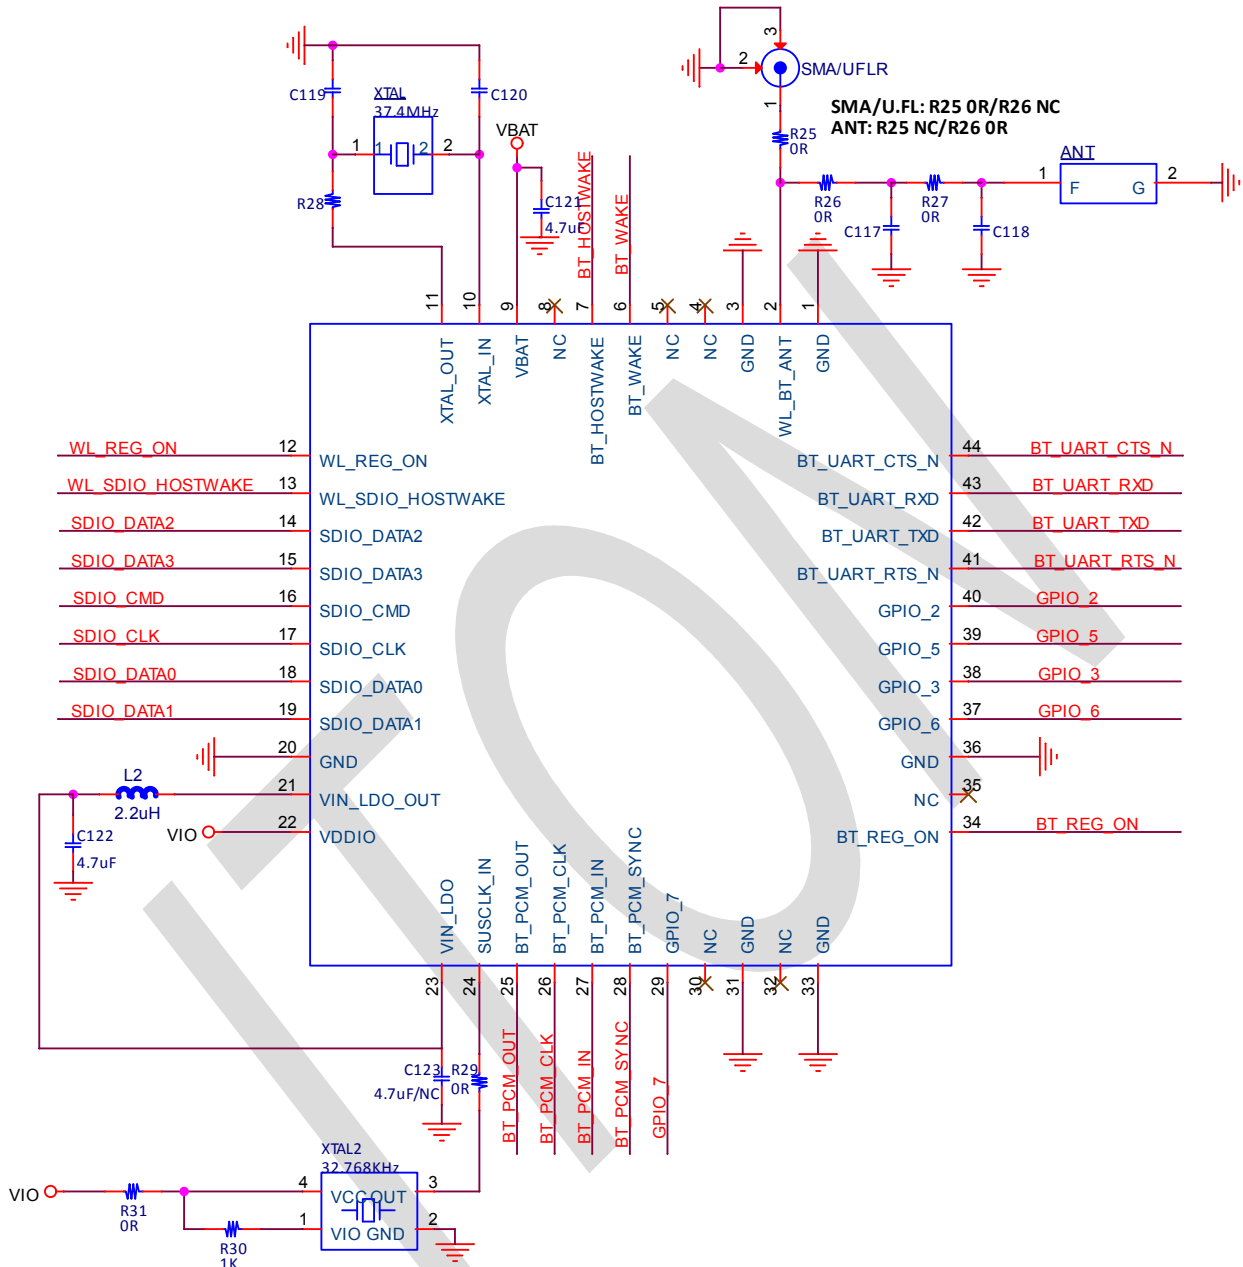 3
2
SMA/UFLR
1
SMA/U.FL: R25 0R/R26 NC
ANT: R25 NC/R26 0R
C119
XTAL
37.4MHz
C120
1
1
2
2
R28
VBAT
C121
4.7uF
BT_HOSTWAKE
BT_WAKE
R25
0R
R26
0R
R27
0R
C117
C118
ANT
1
F
G
2
11
10
9
8
7
6
5
4
3
2
1
XTAL_OUT
XTAL_IN
VBAT
NC
BT_HOSTWAKE
BT_WAKE
NC
NC
GND
WL_BT_ANT
GND
WL_REG_ON
12
WL_REG_ON
WL_SDIO_HOSTWAKE
13
WL_SDIO_HOSTWAKE
SDIO_DATA2
14
SDIO_DATA2
SDIO_DATA3
15
SDIO_DATA3
SDIO_CMD
16
SDIO_CMD
SDIO_CLK
17
SDIO_CLK
SDIO_DATA0
18
SDIO_DATA0
SDIO_DATA1
19
SDIO_DATA1
20
GND
L2
2.2uH
21
VIN_LDO_OUT
VIO
22
VDDIO
C122
4.7uF
BT_UART_CTS_N
44
BT_UART_CTS_N
BT_UART_RXD
43
BT_UART_RXD
BT_UART_TXD
42
BT_UART_TXD
BT_UART_RTS_N
41
BT_UART_RTS_N
GPIO_2
40
GPIO_2
GPIO_5
39
GPIO_5
GPIO_3
38
GPIO_3
GPIO_6
37
GPIO_6
GND
36
NC
35
BT_REG_ON
34
BT_REG_ON
VIN_LDO
SUSCLK_IN
BT_PCM_OUT
BT_PCM_CLK
BT_PCM_IN
BT_PCM_SYNC
GPIO_7
NC
GND
NC
GND
23
24
25
26
27
28
29
30
31
32
33
BT_PCM_OUT
BT_PCM_CLK
BT_PCM_IN
BT_PCM_SYNC
GPIO_7
C123
4.7uF/NC
R29
0R
XTAL2
32.768KHz
VIO
R31
0R
R30
1K
4
VCC
OUT
3
1
VIO
GND
2
TON